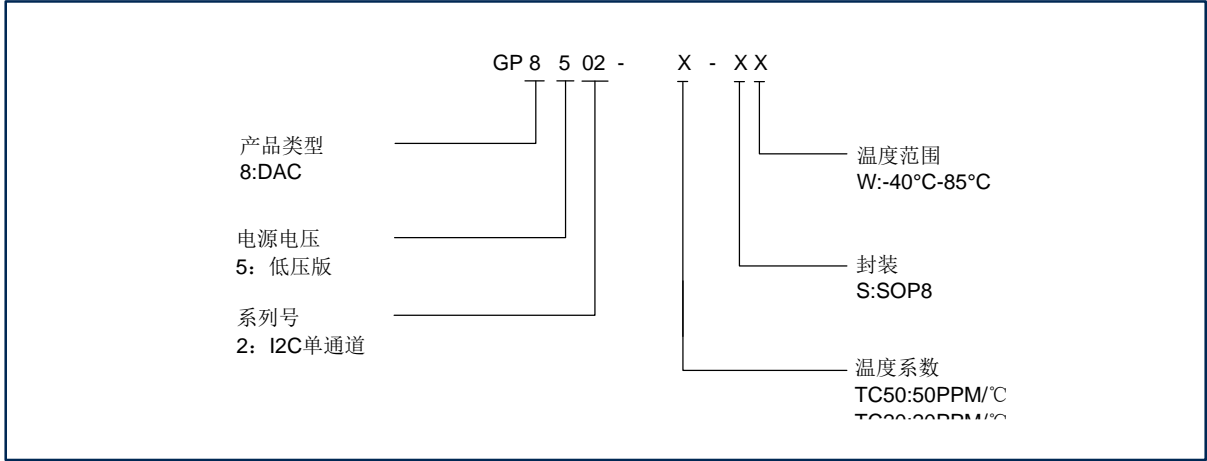 GP 8 5 02 - X - X X
产品类型
8:DAC
电源电压
5：低压版
系列号
2：I2C单通道
温度范围
W:-40°C-85°C
封装
S:SOP8
温度系数
TC50:50PPM/℃